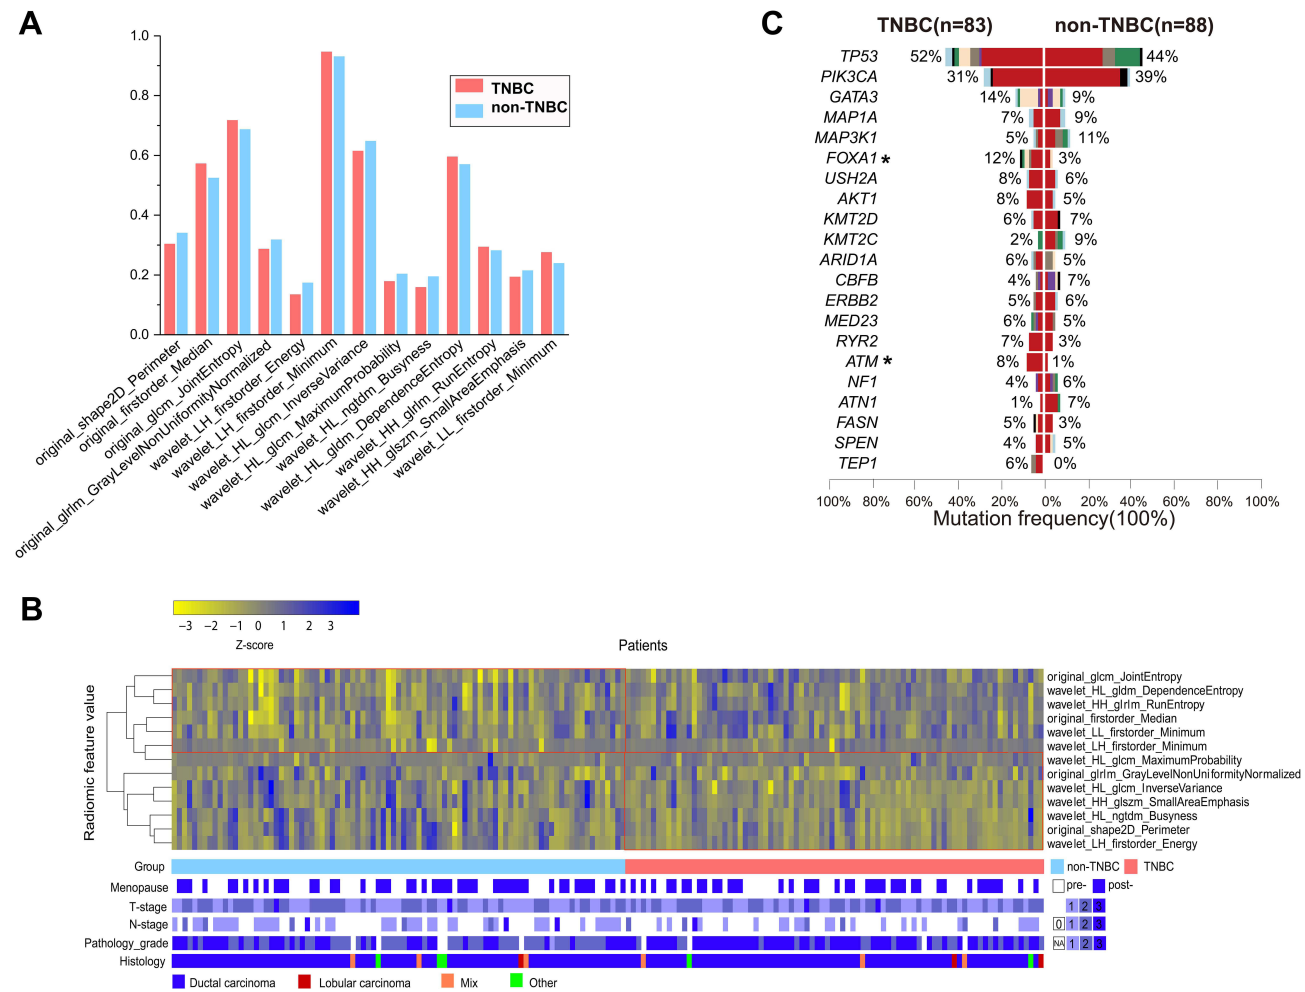 A
1.0
0.8
0.6
0.4
0.2
0.0
TNBC
non-TNBC
original_shape2D_Perimeter
original_firstorder_Median
original_glcm_JointEntropy
original_glrlm_GrayLevelNonUniformityNormalized
wavelet_LH_firstorder_Energy
wavelet_LH_firstorder_Minimum
wavelet_HL_glcm_InverseVariance
wavelet_HL_glcm_MaximumProbability
wavelet_HL_ngtdm_Busyness
wavelet_HL_gldm_DependenceEntropy
wavelet_HH_glrlm_RunEntropy
wavelet_HH_glszm_SmallAreaEmphasis
wavelet_LL_firstorder_Minimum
C
TNBC(n=83) non-TNBC(n=88)
TP53 52% 44%
PIK3CA 31% 39%
GATA3 14% 9%
MAP1A 7% 9%
MAP3K1 5% 11%
FOXA1 * 12% 3%
USH2A 8% 6%
AKT1 8% 5%
KMT2D 6% 7%
KMT2C 2% 9%
ARID1A 6% 5%
CBFB 4% 7%
ERBB2 5% 6%
MED23 6% 5%
RYR2 7% 3%
ATM * 8% 1%
NF1 4% 6%
ATN1 1% 7%
FASN 5% 3%
SPEN 4% 5%
TEP1 6% 0%
100% 80% 60% 40% 20% 0% 20% 40% 60% 80% 100%
Mutation frequency(100%)
B
−3 −2 −1 0 1 2 3
Z-score
Patients
Radiomic feature value
original_glcm_JointEntropy
wavelet_HL_gldm_DependenceEntropy
wavelet_HH_glrlm_RunEntropy
original_firstorder_Median
wavelet_LL_firstorder_Minimum
wavelet_LH_firstorder_Minimum
wavelet_HL_glcm_MaximumProbability
original_glrlm_GrayLevelNonUniformityNormalized
wavelet_HL_glcm_InverseVariance
wavelet_HH_glszm_SmallAreaEmphasis
wavelet_HL_ngtdm_Busyness
original_shape2D_Perimeter
wavelet_LH_firstorder_Energy
Group non-TNBC TNBC
Menopause pre- post-
T-stage 1 2 3
N-stage 0 1 2 3
Pathology_grade NA 1 2 3
Histology
Ductal carcinoma Lobular carcinoma Mix Other